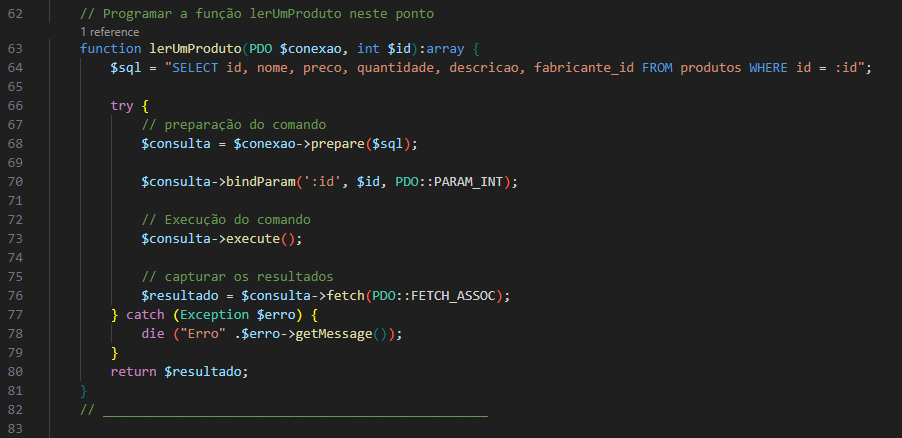 62 // Programar a função lerUmProduto neste ponto
1 reference
63 function lerUmProduto(PDO $conexao, int $id):array {
64 $sql = "SELECT id, nome, preco, quantidade, descricao, fabricante_id FROM produtos WHERE id = :id";
65
66 try {
67 // preparação do comando
68 $consulta = $conexao->prepare($sql);
69
70 $consulta->bindParam(':id', $id, PDO::PARAM_INT);
71
72 // Execução do comando
73 $consulta->execute();
74
75 // capturar os resultados
76 $resultado = $consulta->fetch(PDO::FETCH_ASSOC);
77 } catch (Exception $erro) {
78 die ("Erro" .$erro->getMessage());
79 }
80 return $resultado;
81 }
82 // __________________________________________________
83